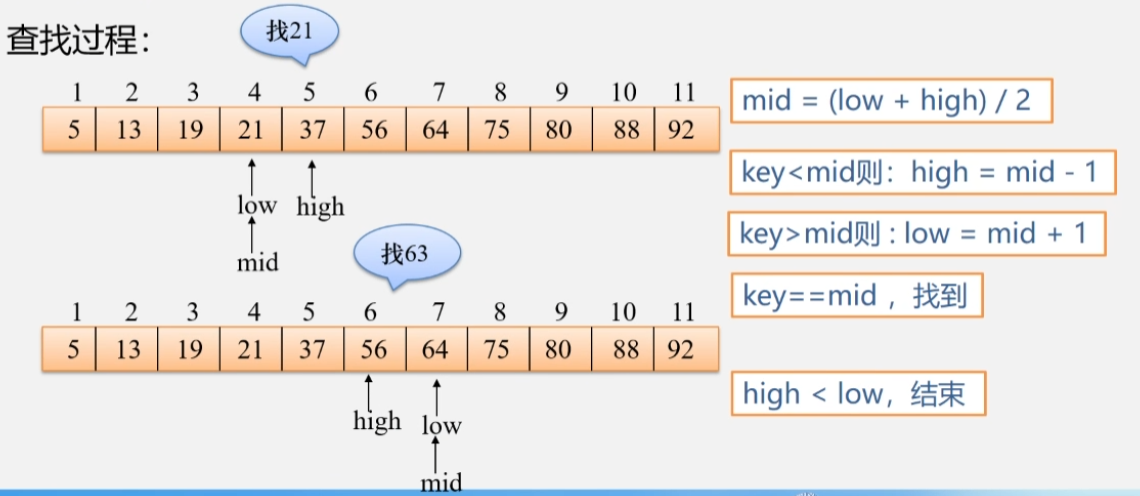 查找过程：
找21
1 2 3 4 5 6 7 8 9 10 11
5 13 19 21 37 56 64 75 80 88 92
low high
mid
找63
1 2 3 4 5 6 7 8 9 10 11
5 13 19 21 37 56 64 75 80 88 92
high low
mid
mid = (low + high) / 2
key<mid则：high = mid - 1
key>mid则 : low = mid + 1
key==mid ，找到
high < low，结束